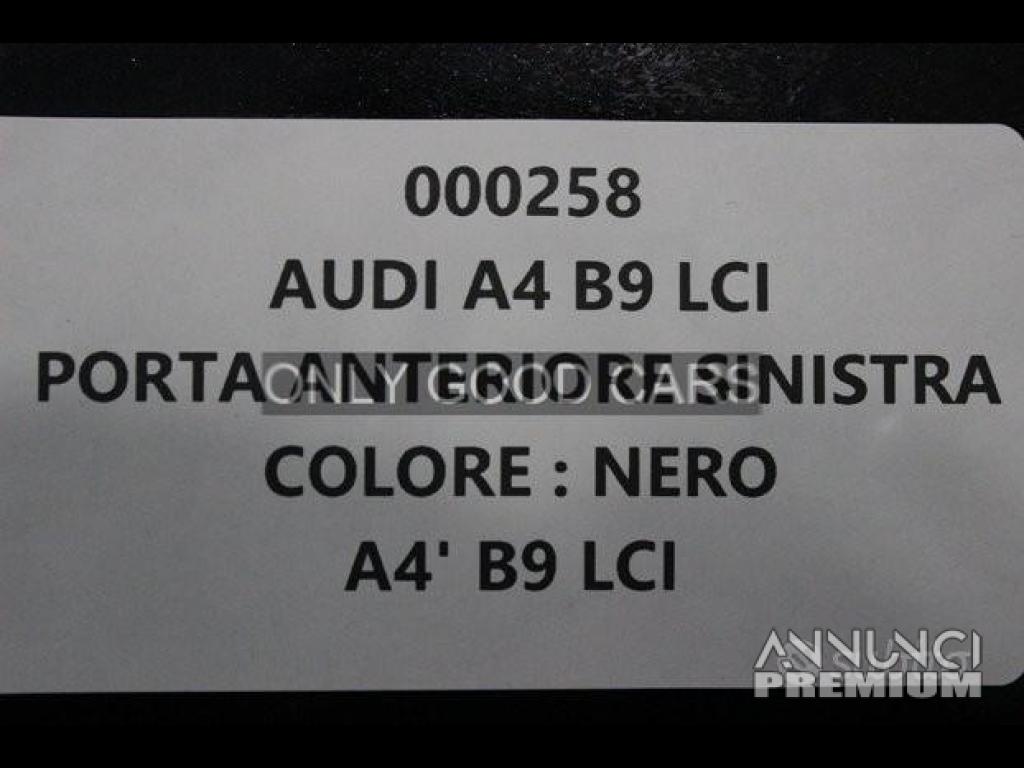 000258
AUDI A4 B9 LCI
PORTA ANTERIORE SINISTRA
ONLY GOOD CARS
COLORE : NERO
A4' B9 LCI
ANNUNCI
PREMIUM